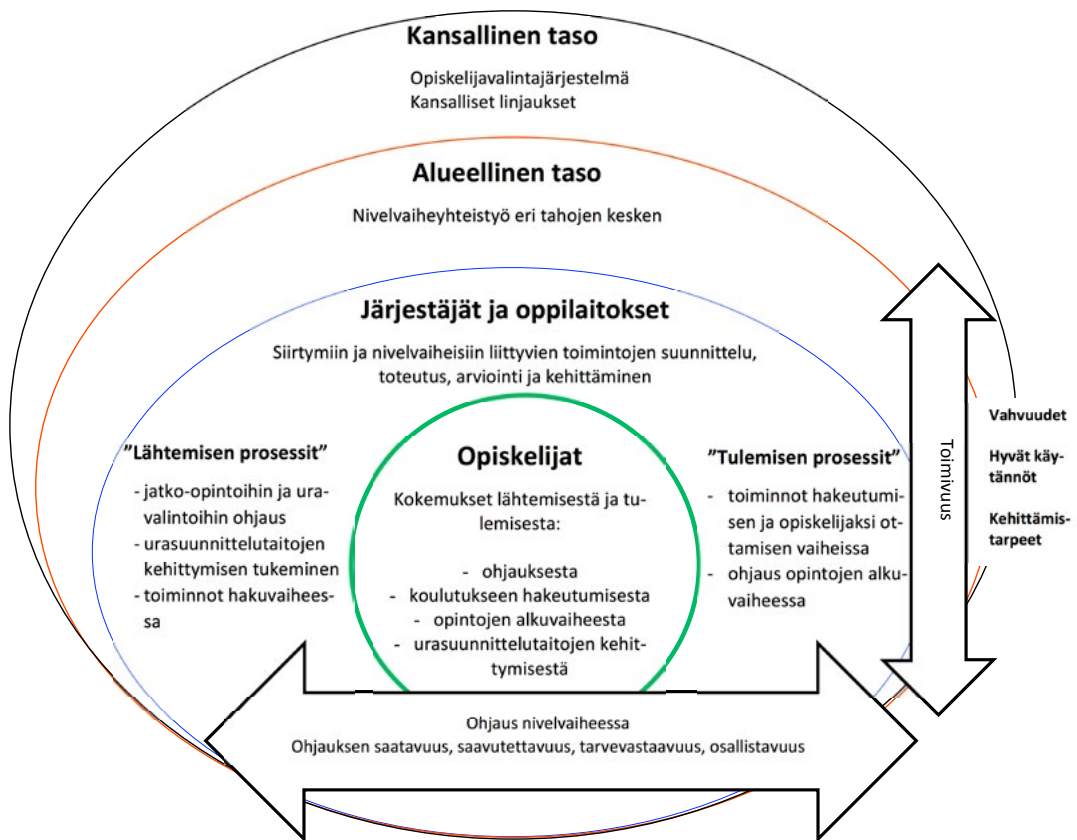 Kansallinen taso
Opiskelijavalintajärjestelmä
Kansalliset linjaukset
Alueellinen taso
Nivelvaiheyhteistyö eri tahojen kesken
Järjestäjät ja oppilaitokset
Siirtymiin ja nivelvaiheisiin liittyvien toimintojen suunnittelu,
toteutus, arviointi ja kehittäminen
”Lähtemisen prosessit”
- jatko-opintoihin ja ura-
valintoihin ohjaus
- urasuunnittelutaitojen
kehittymisen tukeminen
- toiminnot hakuvaihees-
sa
Opiskelijat
Kokemukset lähtemisestä ja tu-
lemisesta:
- ohjauksesta
- koulutukseen hakeutumisesta
- opintojen alkuvaiheesta
- urasuunnittelutaitojen kehit-
tymisestä
”Tulemisen prosessit”
- toiminnot hakeutumi-
sen ja opiskelijaksi ot-
tamisen vaiheissa
- ohjaus opintojen alku-
vaiheessa
Toimivuus
Vahvuudet
Hyvät käy-
tännöt
Kehittämis-
tarpeet
Ohjaus nivelvaiheessa
Ohjauksen saatavuus, saavutettavuus, tarvevastaavuus, osallistavuus